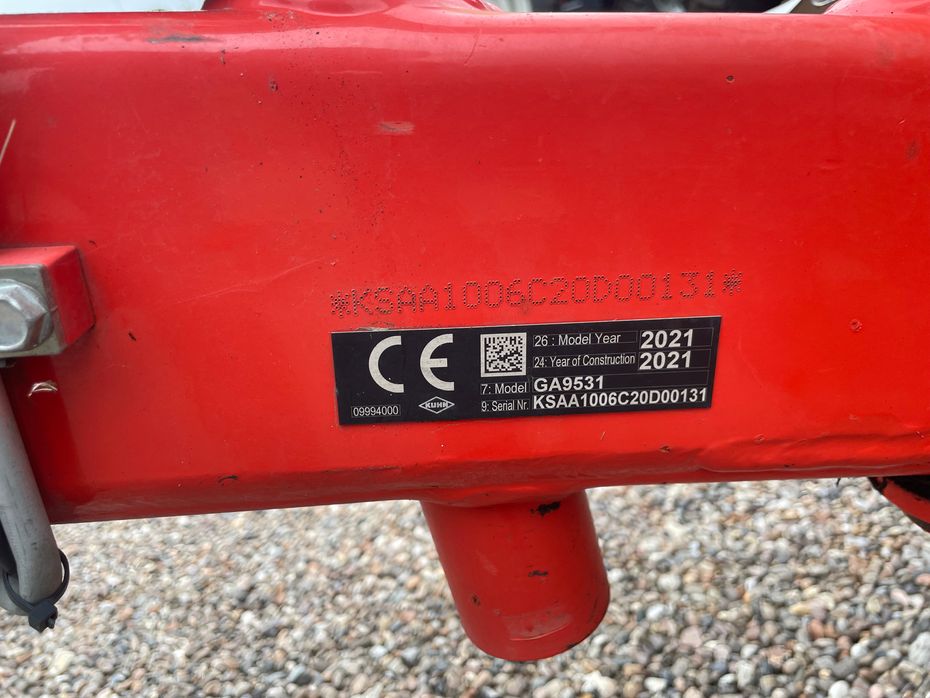 *KSAA1006C20D00131*
CE
26 : Model Year 2021
24: Year of Construction 2021
7: Model GA9531
9: Serial Nr. KSAA1006C20D00131
09994000
KUHN